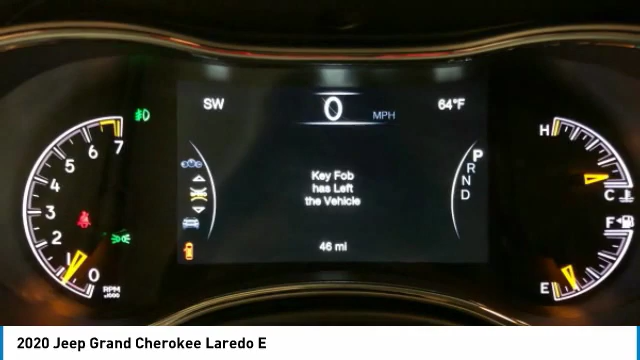 SW
0
MPH
64°F
7
6
5
4
3
2
1
0
RPM
x1000
Key Fob
has Left
the Vehicle
46 mi
P
R
N
D
H
C
F
E
2020 Jeep Grand Cherokee Laredo E